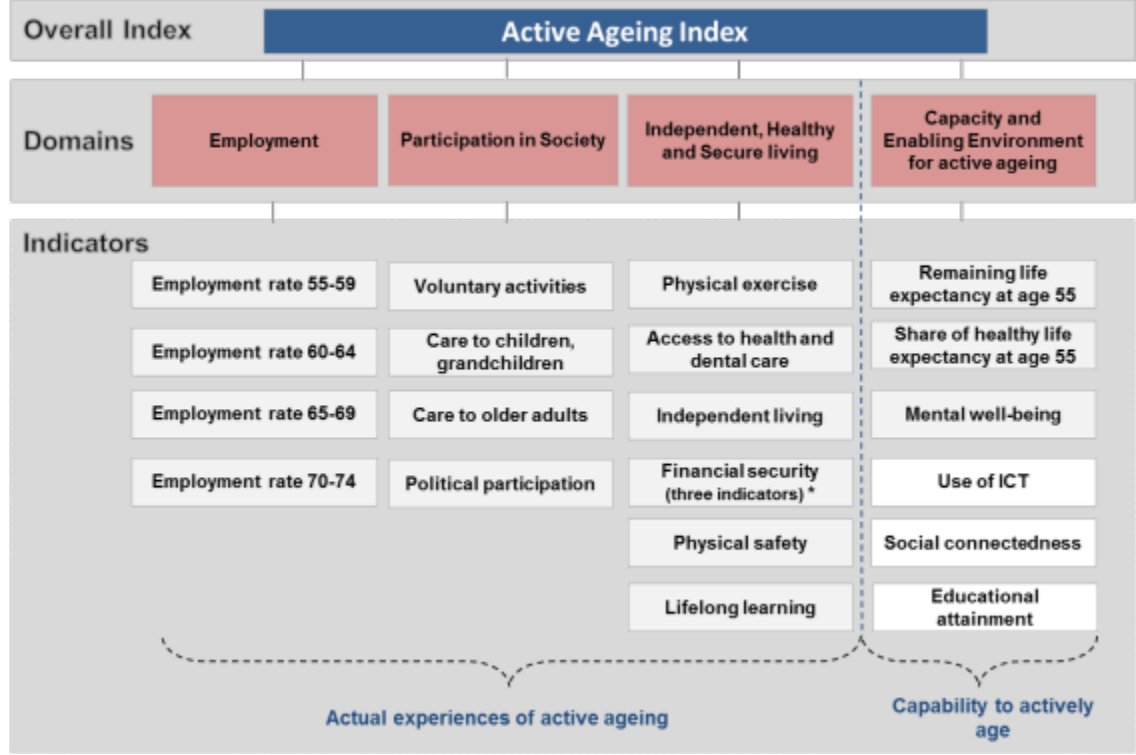 Overall Index
Active Ageing Index
Domains
Employment
Participation in Society
Independent, Healthy
and Secure living
Capacity and
Enabling Environment
for active ageing
Indicators
Employment rate 55-59
Employment rate 60-64
Employment rate 65-69
Employment rate 70-74
Voluntary activities
Care to children,
grandchildren
Care to older adults
Political participation
Physical exercise
Access to health and
dental care
Independent living
Financial security
(three indicators) *
Physical safety
Lifelong learning
Remaining life
expectancy at age 55
Share of healthy life
expectancy at age 55
Mental well-being
Use of ICT
Social connectedness
Educational
attainment
Actual experiences of active ageing
Capability to actively
age